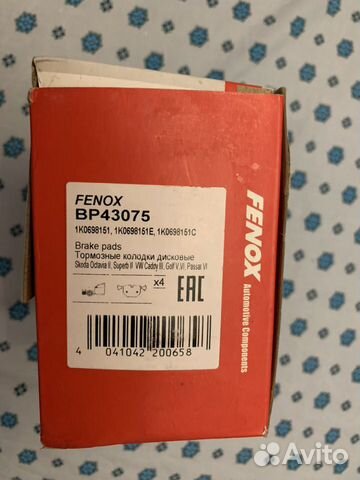 FENOX
BP43075
1K0698151, 1K0698151E, 1K0698151C
Brake pads
Тормозные колодки дисковые
Skoda Octavia II, Superb II VW Caddy III, Golf V,VI, Passat VI
x4
EAC
4 041042 200658
FENOX
Automotive Components
Avito